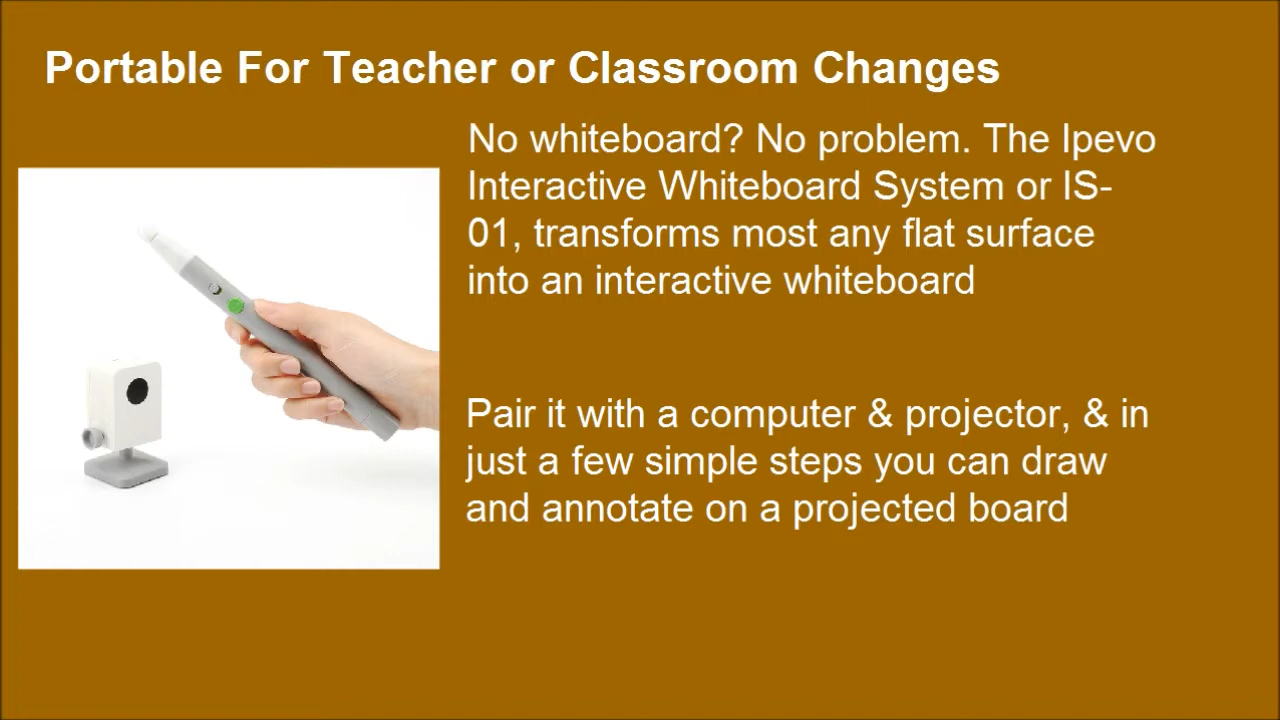 Portable For Teacher or Classroom Changes
No whiteboard? No problem. The Ipevo
Interactive Whiteboard System or IS-
01, transforms most any flat surface
into an interactive whiteboard
Pair it with a computer & projector, & in
just a few simple steps you can draw
and annotate on a projected board